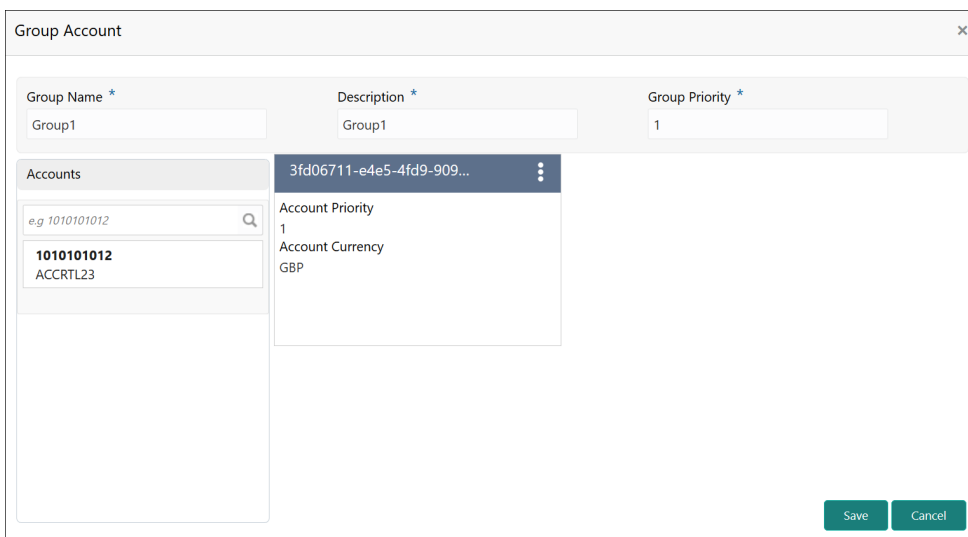 Group Account
Group Name *
Description *
Group Priority *
Group1
Group1
1
Accounts
e.g 1010101012
1010101012
ACCRTL23
3fd06711-e4e5-4fd9-909...
Account Priority
1
Account Currency
GBP
Save
Cancel